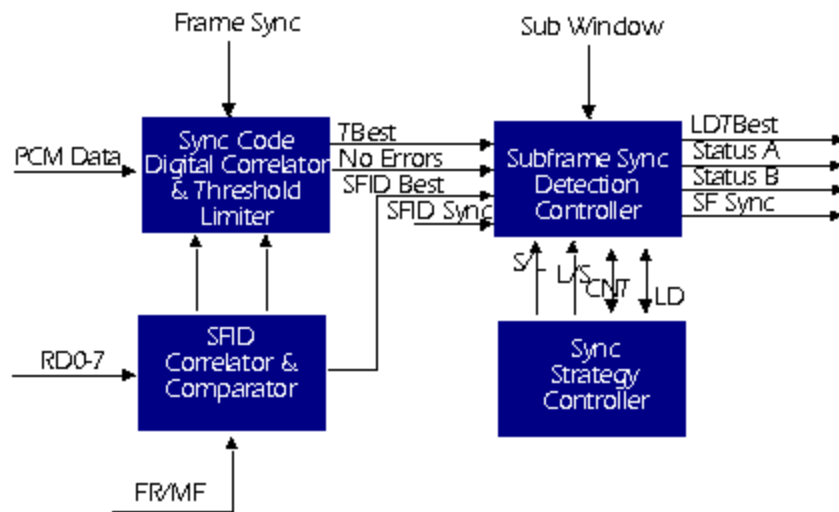 Frame Sync
Sub Window
PCM Data
Sync Code
Digital Correlator
& Threshold
Limiter
TBest
No Errors
SFID Best
SFID Sync
Subframe Sync
Detection
Controller
LDTBest
Status A
Status B
SF Sync
L/S
CNT
LD
RD0-7
SFID
Correlator &
Comparator
Sync
Strategy
Controller
FR/MF